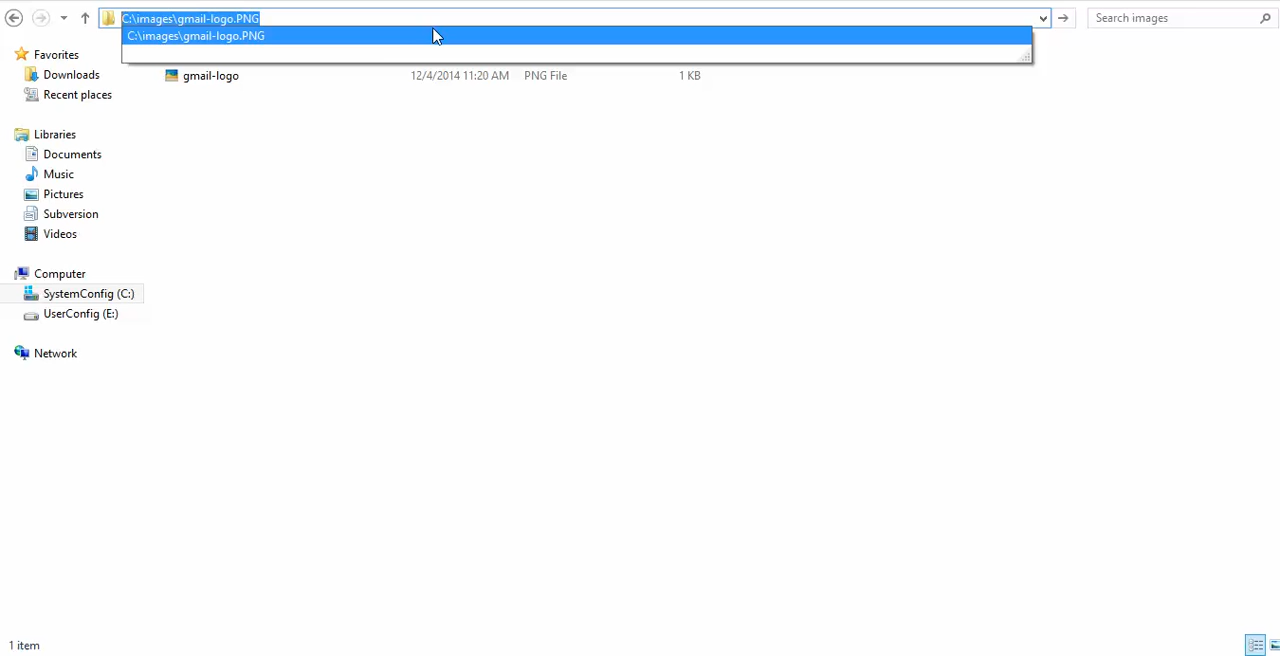 C:\images\gmail-logo.PNG
Search images
C:\images\gmail-logo.PNG
Favorites
gmail-logo 12/4/2014 11:20 AM PNG File 1 KB
Downloads
Recent places
Libraries
Documents
Music
Pictures
Subversion
Videos
Computer
SystemConfig (C:)
UserConfig (E:)
Network
1 item